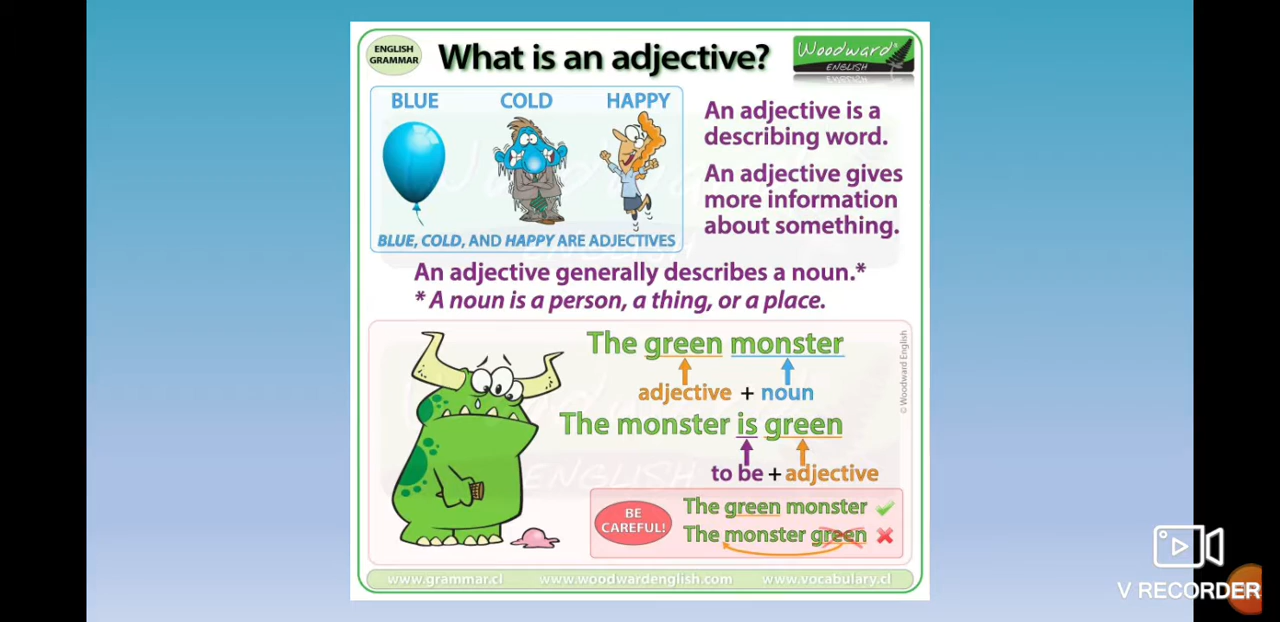 ENGLISH
GRAMMAR
What is an adjective?
Woodward®
ENGLISH
BLUE COLD HAPPY
BLUE, COLD, AND HAPPY ARE ADJECTIVES
An adjective is a
describing word.
An adjective gives
more information
about something.
An adjective generally describes a noun.*
* A noun is a person, a thing, or a place.
The green monster
adjective + noun
The monster is green
to be + adjective
BE
CAREFUL!
The green monster ✓
The monster green ✗
© Woodward English
www.grammar.cl www.woodwardenglish.com www.vocabulary.cl
V RECORDER